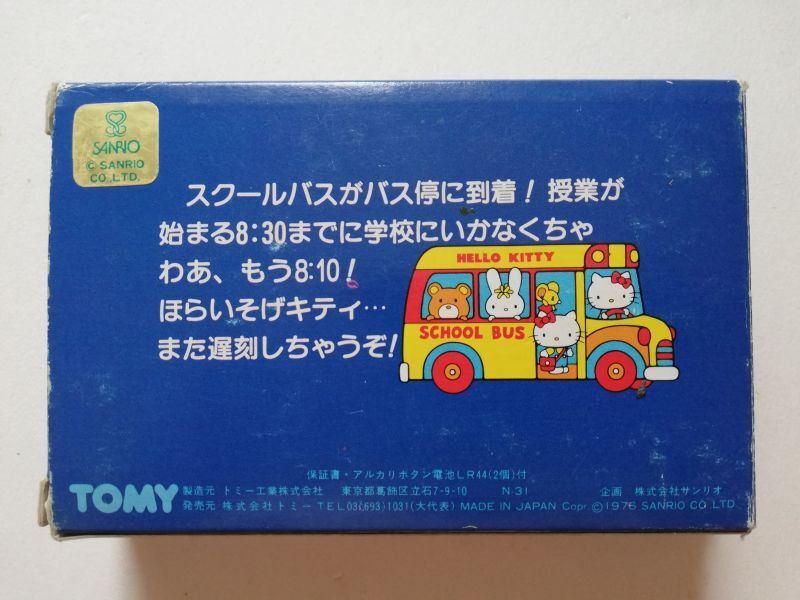 SANRIO
© SANRIO
CO.,LTD.
スクールバスがバス停に到着！授業が
始まる8:30までに学校にいかなくちゃ
わあ、もう8:10！
ほらいそげキティ…
また遅刻しちゃうぞ！
HELLO KITTY
SCHOOL BUS
保証書・アルカリボタン電池LR44(2個)付
TOMY
製造元 トミー工業株式会社 東京都葛飾区立石7-9-10 N-31 企画 株式会社サンリオ
発売元 株式会社トミー TEL03(693)1031(大代表) MADE IN JAPAN Capr. ©1976 SANRIO CO.,LTD.